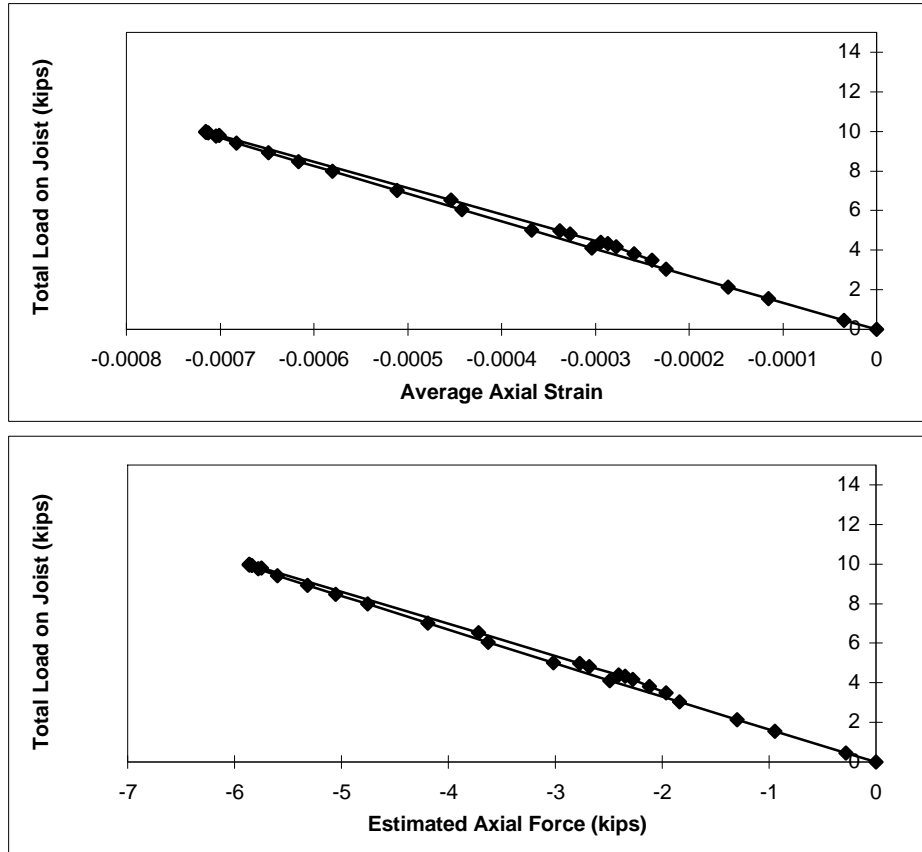 Total Load on Joist (kips)
14
12
10
8
6
4
2
0
-0.0008 -0.0007 -0.0006 -0.0005 -0.0004 -0.0003 -0.0002 -0.0001 0
Average Axial Strain
Total Load on Joist (kips)
14
12
10
8
6
4
2
0
-7 -6 -5 -4 -3 -2 -1 0
Estimated Axial Force (kips)